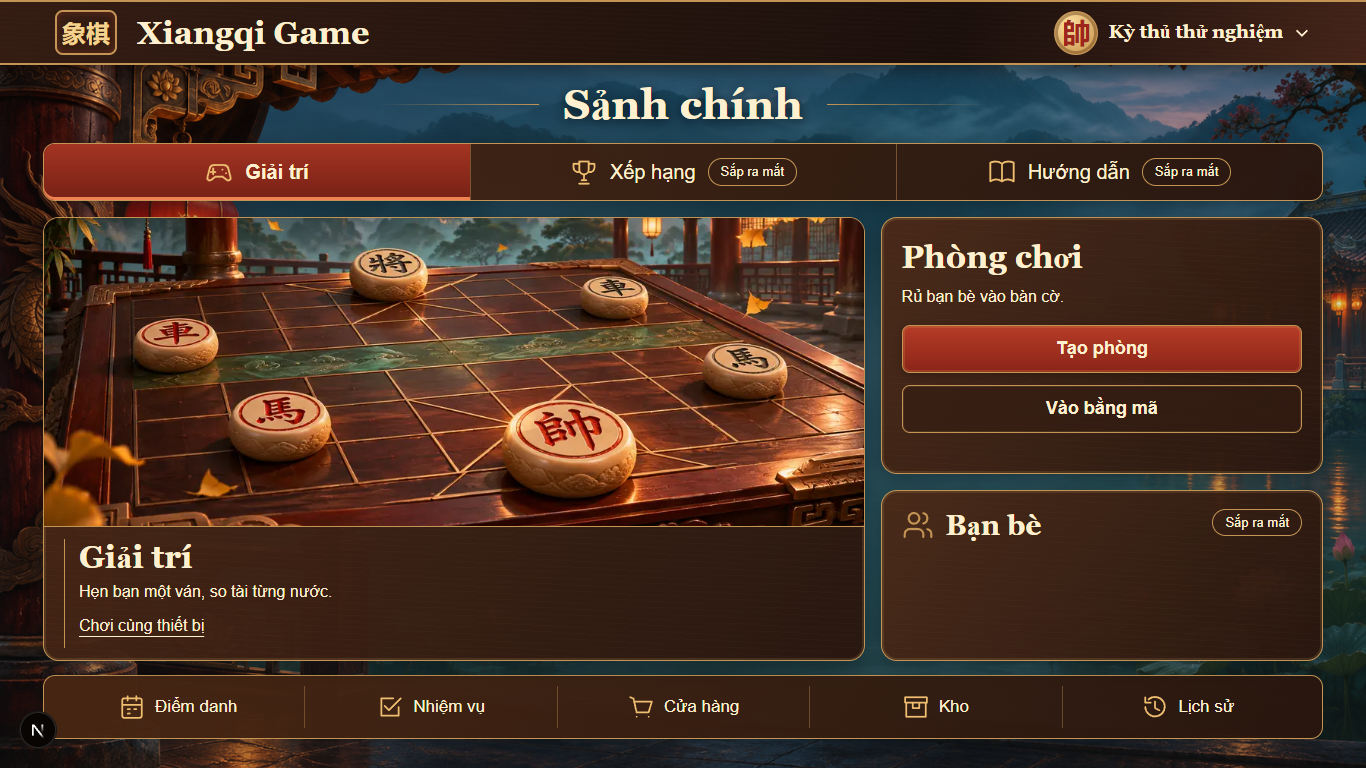 象棋
Xiangqi Game
帥
Kỳ thủ thử nghiệm
Sảnh chính
Giải trí
Xếp hạng
Sắp ra mắt
Hướng dẫn
Sắp ra mắt
將
車
車
馬
馬
帥
Giải trí
Hẹn bạn một ván, so tài từng nước.
Chơi cùng thiết bị
Phòng chơi
Rủ bạn bè vào bàn cờ.
Tạo phòng
Vào bằng mã
Bạn bè
Sắp ra mắt
Điểm danh
Nhiệm vụ
Cửa hàng
Kho
Lịch sử
N